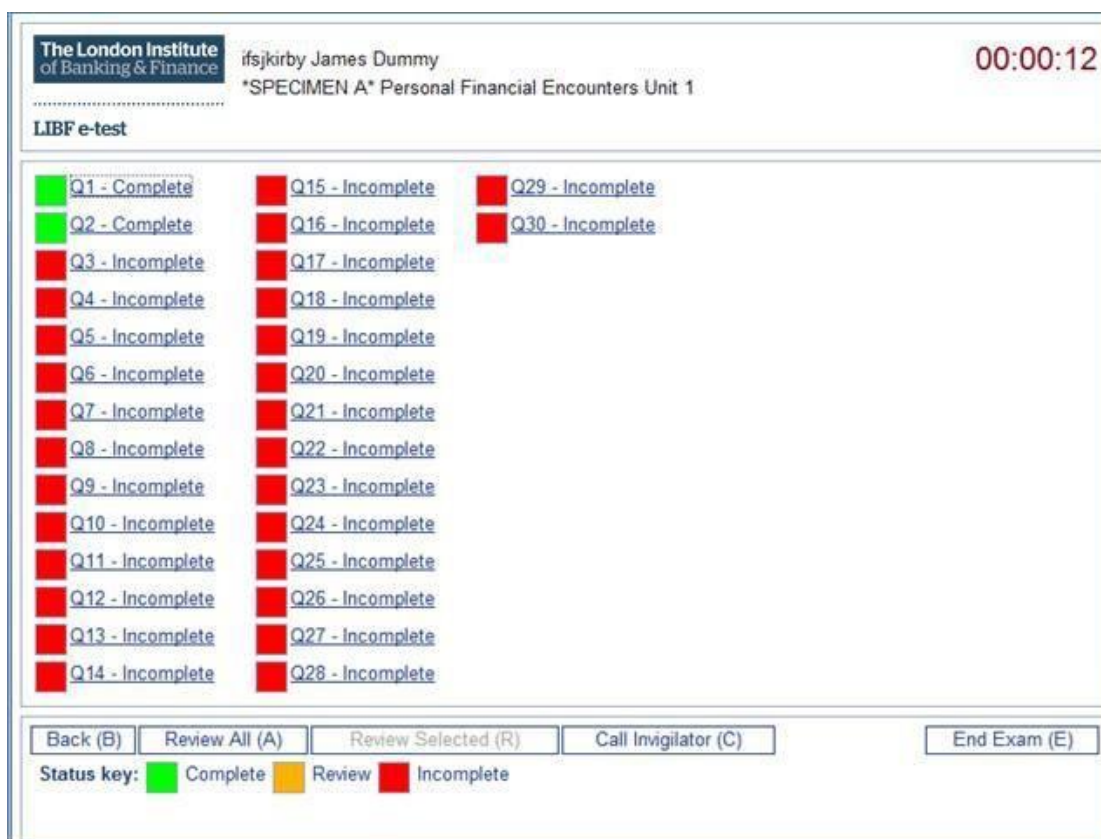 The London Institute
of Banking & Finance
LIBF e-test
ifsjkirby James Dummy
*SPECIMEN A* Personal Financial Encounters Unit 1
00:00:12
Q1 - Complete
Q2 - Complete
Q3 - Incomplete
Q4 - Incomplete
Q5 - Incomplete
Q6 - Incomplete
Q7 - Incomplete
Q8 - Incomplete
Q9 - Incomplete
Q10 - Incomplete
Q11 - Incomplete
Q12 - Incomplete
Q13 - Incomplete
Q14 - Incomplete
Q15 - Incomplete
Q16 - Incomplete
Q17 - Incomplete
Q18 - Incomplete
Q19 - Incomplete
Q20 - Incomplete
Q21 - Incomplete
Q22 - Incomplete
Q23 - Incomplete
Q24 - Incomplete
Q25 - Incomplete
Q26 - Incomplete
Q27 - Incomplete
Q28 - Incomplete
Q29 - Incomplete
Q30 - Incomplete
Back (B) Review All (A) Review Selected (R) Call Invigilator (C) End Exam (E)
Status key: Complete Review Incomplete